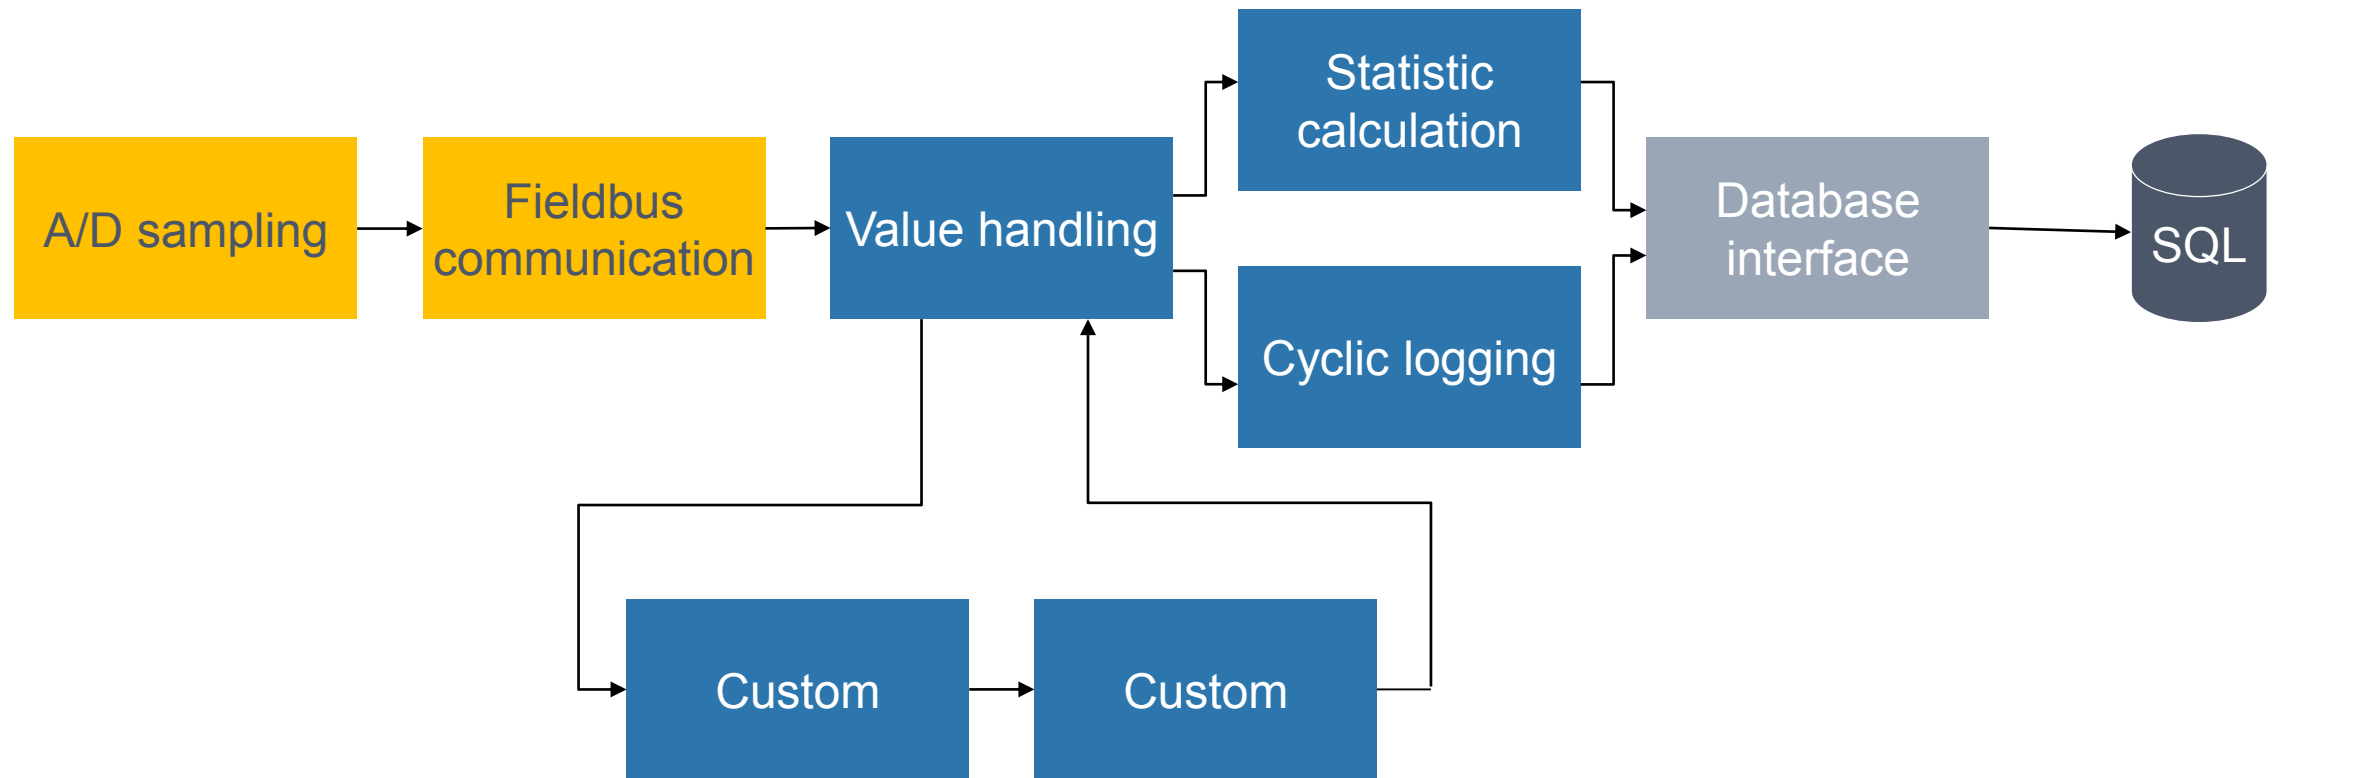 A/D sampling
Fieldbus
communication
Value handling
Statistic
calculation
Cyclic logging
Database
interface
SQL
Custom
Custom